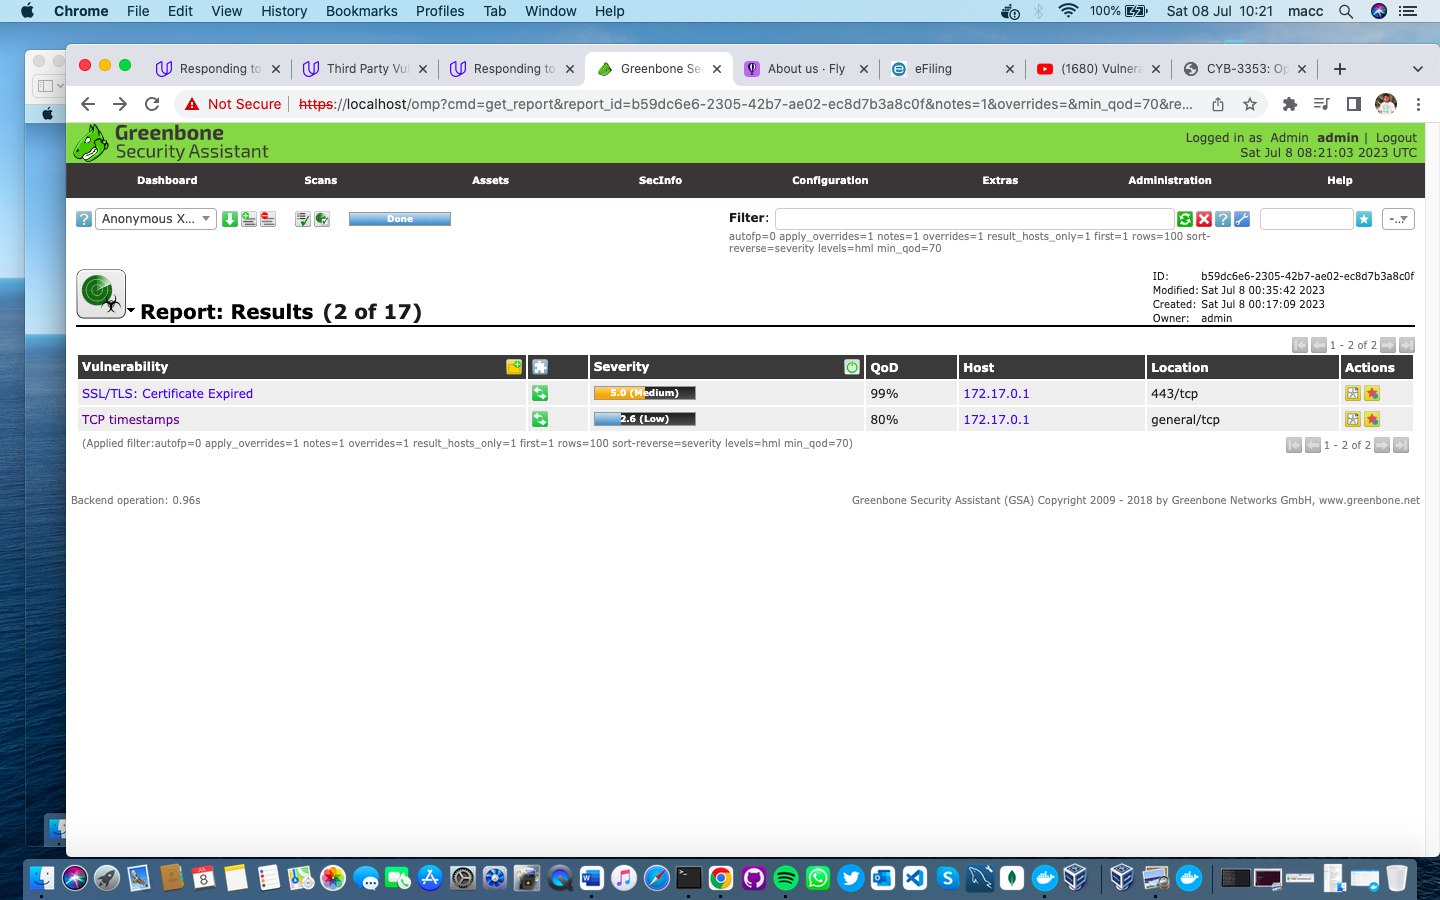 Chrome File Edit View History Bookmarks Profiles Tab Window Help 100% Sat 08 Jul 10:21 macc
Responding to Third Party Vul Responding to Greenbone Se About us · Fly eFiling (1680) Vulnera CYB-3353: Op
Not Secure https://localhost/omp?cmd=get_report&report_id=b59dc6e6-2305-42b7-ae02-ec8d7b3a8c0f&notes=1&overrides=&min_qod=70&re...
Greenbone
Security Assistant
Logged in as Admin admin | Logout
Sat Jul 8 08:21:03 2023 UTC
Dashboard Scans Assets SecInfo Configuration Extras Administration Help
Anonymous X... Done Filter: -...
autofp=0 apply_overrides=1 notes=1 overrides=1 result_hosts_only=1 first=1 rows=100 sort-
reverse=severity levels=hml min_qod=70
ID: b59dc6e6-2305-42b7-ae02-ec8d7b3a8c0f
Modified: Sat Jul 8 00:35:42 2023
Created: Sat Jul 8 00:17:09 2023
Owner: admin
Report: Results (2 of 17)
1 - 2 of 2
Vulnerability Severity QoD Host Location Actions
SSL/TLS: Certificate Expired 5.0 (Medium) 99% 172.17.0.1 443/tcp
TCP timestamps 2.6 (Low) 80% 172.17.0.1 general/tcp
(Applied filter:autofp=0 apply_overrides=1 notes=1 overrides=1 result_hosts_only=1 first=1 rows=100 sort-reverse=severity levels=hml min_qod=70)
1 - 2 of 2
Backend operation: 0.96s
Greenbone Security Assistant (GSA) Copyright 2009 - 2018 by Greenbone Networks GmbH, www.greenbone.net
JUL
8